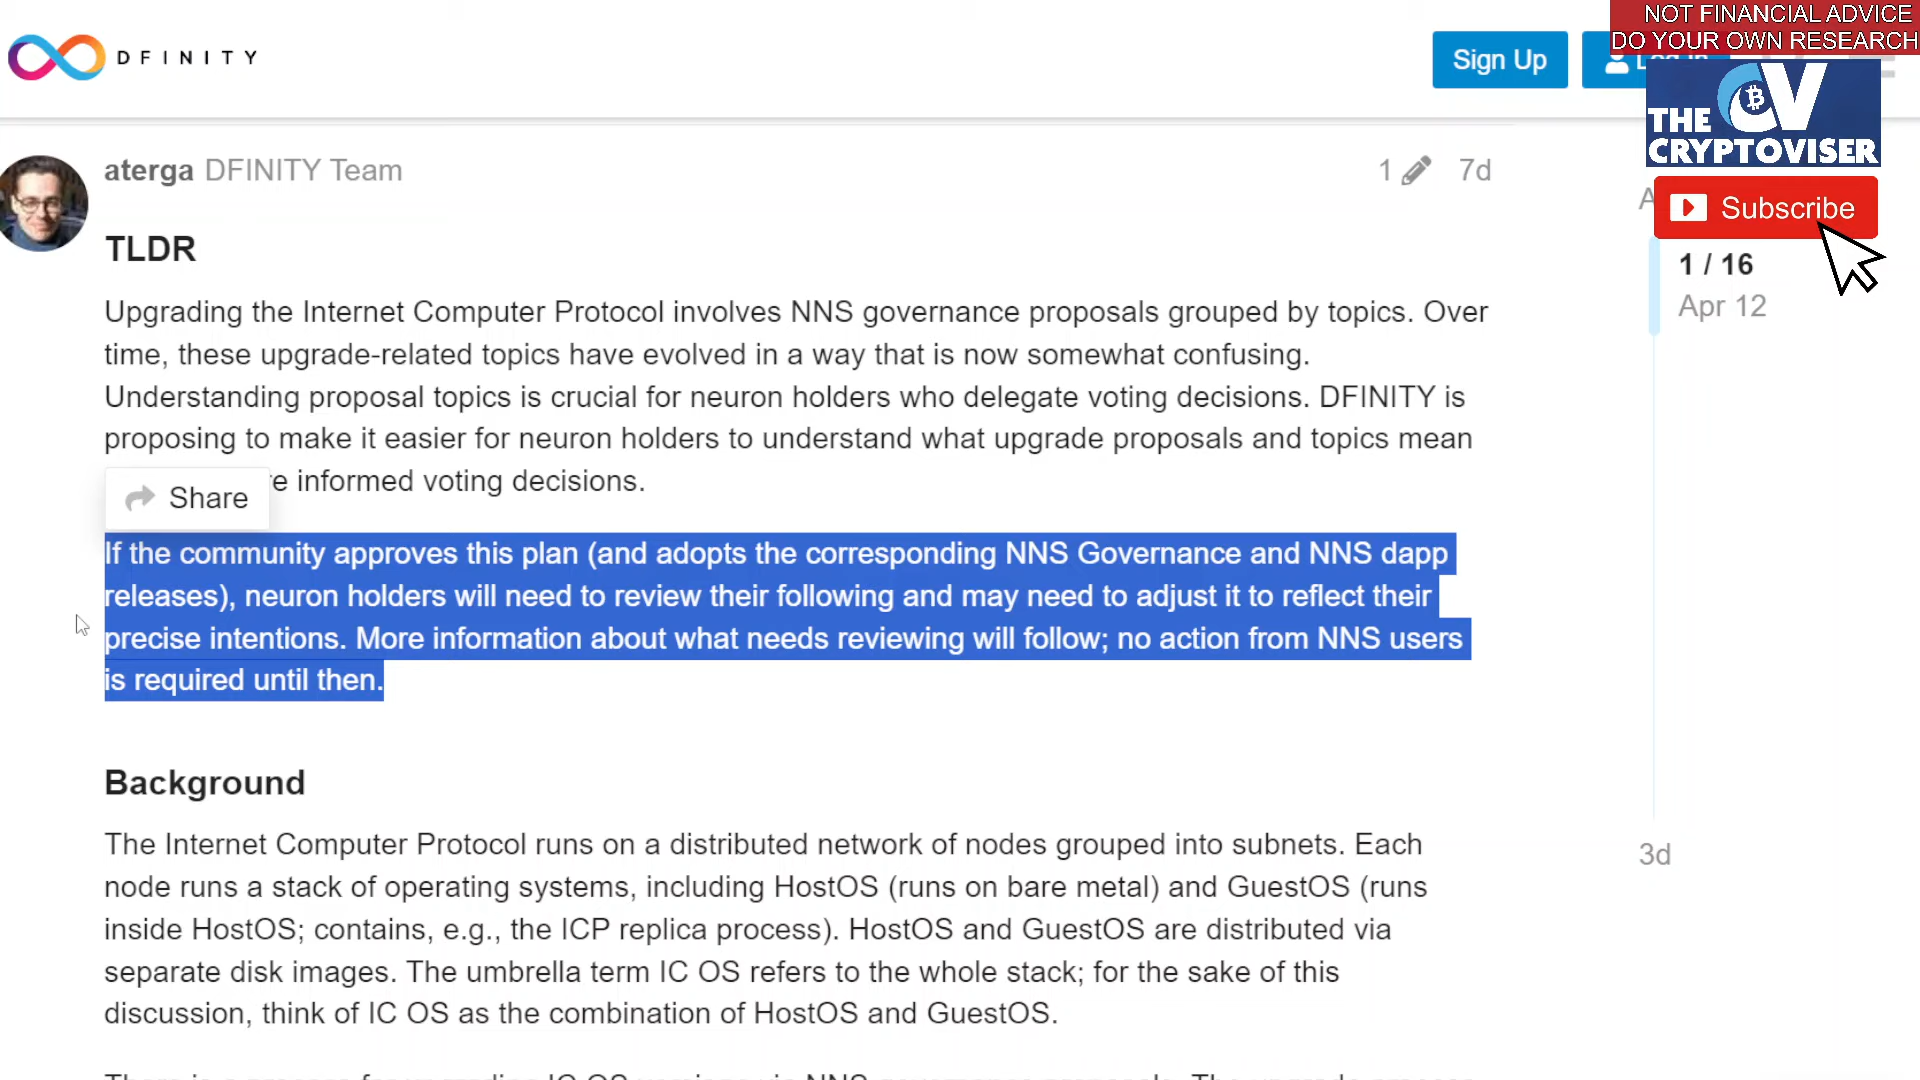 NOT FINANCIAL ADVICE
DO YOUR OWN RESEARCH
DFINITY
Sign Up
Log In
THE CV
CRYPTOVISER
Subscribe
aterga DFINITY Team
1
7d
TLDR
1 / 16
Apr 12
Upgrading the Internet Computer Protocol involves NNS governance proposals grouped by topics. Over
time, these upgrade-related topics have evolved in a way that is now somewhat confusing.
Understanding proposal topics is crucial for neuron holders who delegate voting decisions. DFINITY is
proposing to make it easier for neuron holders to understand what upgrade proposals and topics mean
informed voting decisions.
Share
If the community approves this plan (and adopts the corresponding NNS Governance and NNS dapp
releases), neuron holders will need to review their following and may need to adjust it to reflect their
precise intentions. More information about what needs reviewing will follow; no action from NNS users
is required until then.
Background
The Internet Computer Protocol runs on a distributed network of nodes grouped into subnets. Each
3d
node runs a stack of operating systems, including HostOS (runs on bare metal) and GuestOS (runs
inside HostOS; contains, e.g., the ICP replica process). HostOS and GuestOS are distributed via
separate disk images. The umbrella term IC OS refers to the whole stack; for the sake of this
discussion, think of IC OS as the combination of HostOS and GuestOS.